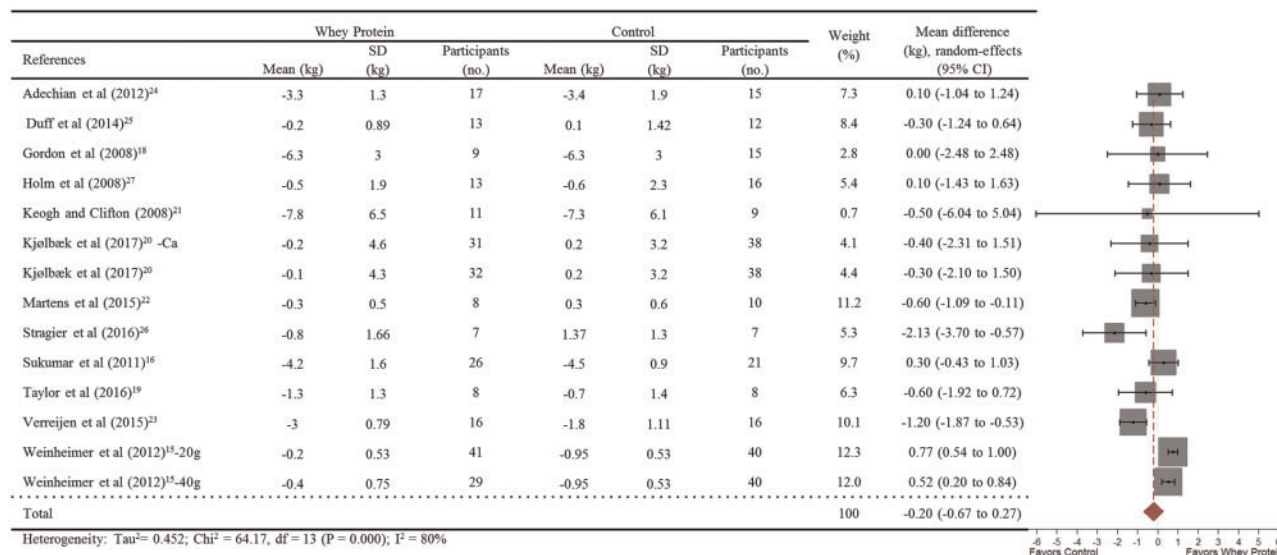 Whey Protein Control Weight (%) Mean difference (kg), random-effects (95% CI)
References Mean (kg) SD (kg) Participants (no.) Mean (kg) SD (kg) Participants (no.)
Adechian et al (2012)24 -3.3 1.3 17 -3.4 1.9 15 7.3 0.10 (-1.04 to 1.24)
Duff et al (2014)25 -0.2 0.89 13 0.1 1.42 12 8.4 -0.30 (-1.24 to 0.64)
Gordon et al (2008)18 -6.3 3 9 -6.3 3 15 2.8 0.00 (-2.48 to 2.48)
Holm et al (2008)27 -0.5 1.9 13 -0.6 2.3 16 5.4 0.10 (-1.43 to 1.63)
Keogh and Clifton (2008)21 -7.8 6.5 11 -7.3 6.1 9 0.7 -0.50 (-6.04 to 5.04)
Kjølbæk et al (2017)20 -Ca -0.2 4.6 31 0.2 3.2 38 4.1 -0.40 (-2.31 to 1.51)
Kjølbæk et al (2017)20 -0.1 4.3 32 0.2 3.2 38 4.4 -0.30 (-2.10 to 1.50)
Martens et al (2015)22 -0.3 0.5 8 0.3 0.6 10 11.2 -0.60 (-1.09 to -0.11)
Stragier et al (2016)26 -0.8 1.66 7 1.37 1.3 7 5.3 -2.13 (-3.70 to -0.57)
Sukumar et al (2011)16 -4.2 1.6 26 -4.5 0.9 21 9.7 0.30 (-0.43 to 1.03)
Taylor et al (2016)19 -1.3 1.3 8 -0.7 1.4 8 6.3 -0.60 (-1.92 to 0.72)
Verreijen et al (2015)23 -3 0.79 16 -1.8 1.11 16 10.1 -1.20 (-1.87 to -0.53)
Weinheimer et al (2012)15-20g -0.2 0.53 41 -0.95 0.53 40 12.3 0.77 (0.54 to 1.00)
Weinheimer et al (2012)15-40g -0.4 0.75 29 -0.95 0.53 40 12.0 0.52 (0.20 to 0.84)
Total 100 -0.20 (-0.67 to 0.27)
Heterogeneity: Tau2= 0.452; Chi2 = 64.17, df = 13 (P = 0.000); I2 = 80%
-6 -5 -4 -3 -2 -1 0 1 2 3 4 5 6
Favors Control Favors Whey Protein